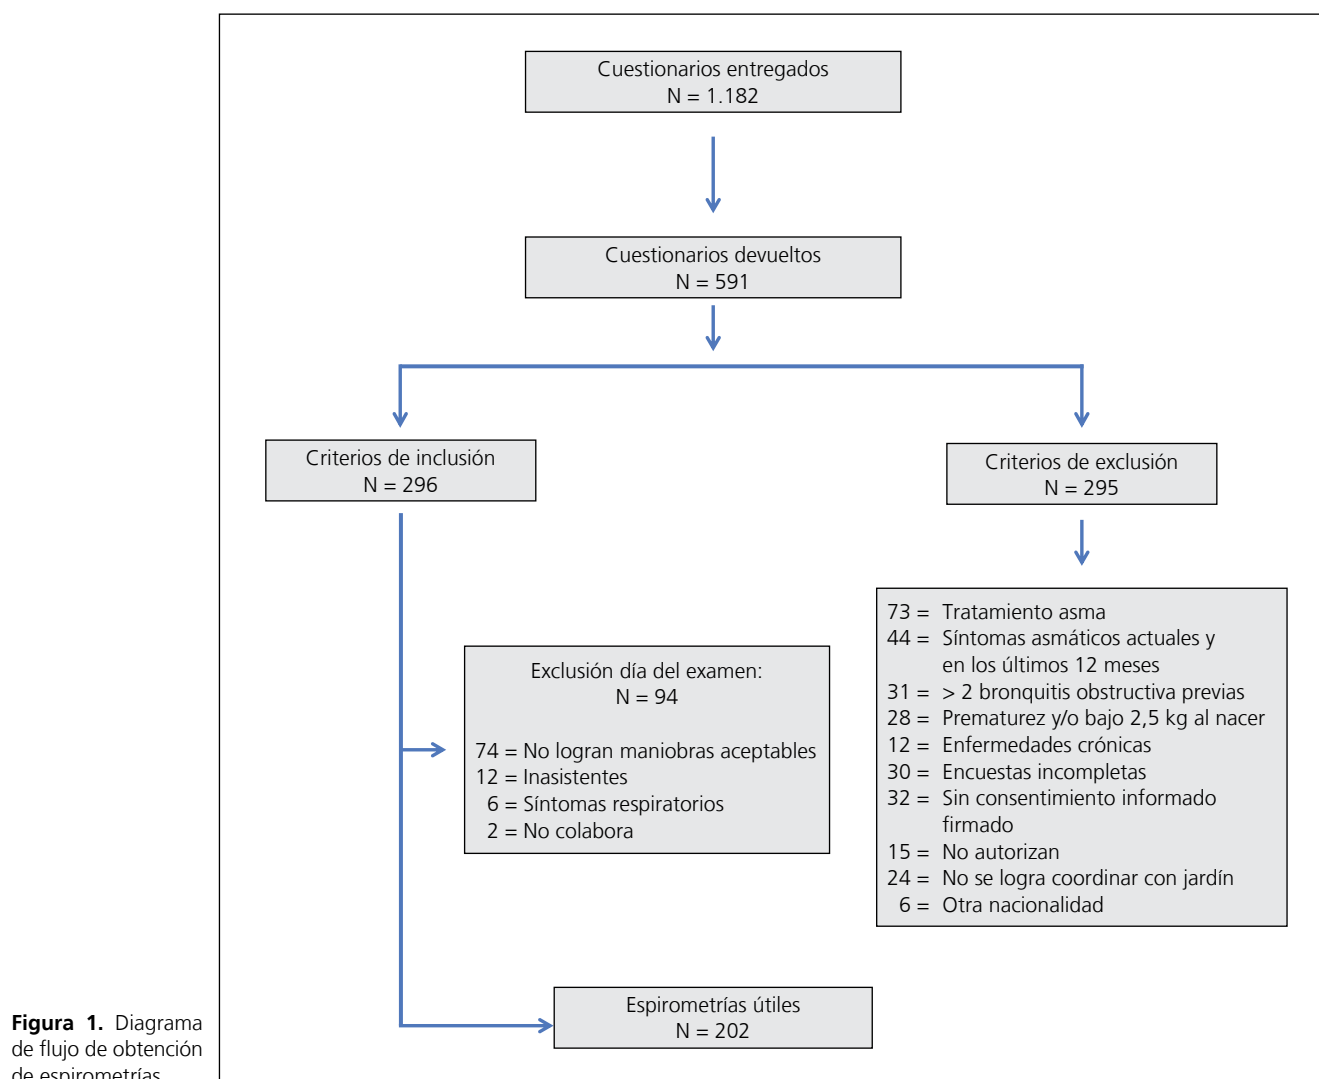 Cuestionarios entregados
N = 1.182
Cuestionarios devueltos
N = 591
Criterios de inclusión
N = 296
Criterios de exclusión
N = 295
Exclusión día del examen:
N = 94
74 = No logran maniobras aceptables
12 = Inasistentes
6 = Síntomas respiratorios
2 = No colabora
73 = Tratamiento asma
44 = Síntomas asmáticos actuales y
en los últimos 12 meses
31 = > 2 bronquitis obstructiva previas
28 = Prematurez y/o bajo 2,5 kg al nacer
12 = Enfermedades crónicas
30 = Encuestas incompletas
32 = Sin consentimiento informado
firmado
15 = No autorizan
24 = No se logra coordinar con jardín
6 = Otra nacionalidad
Espirometrías útiles
N = 202
Figura 1. Diagrama
de flujo de obtención
de espirometrías